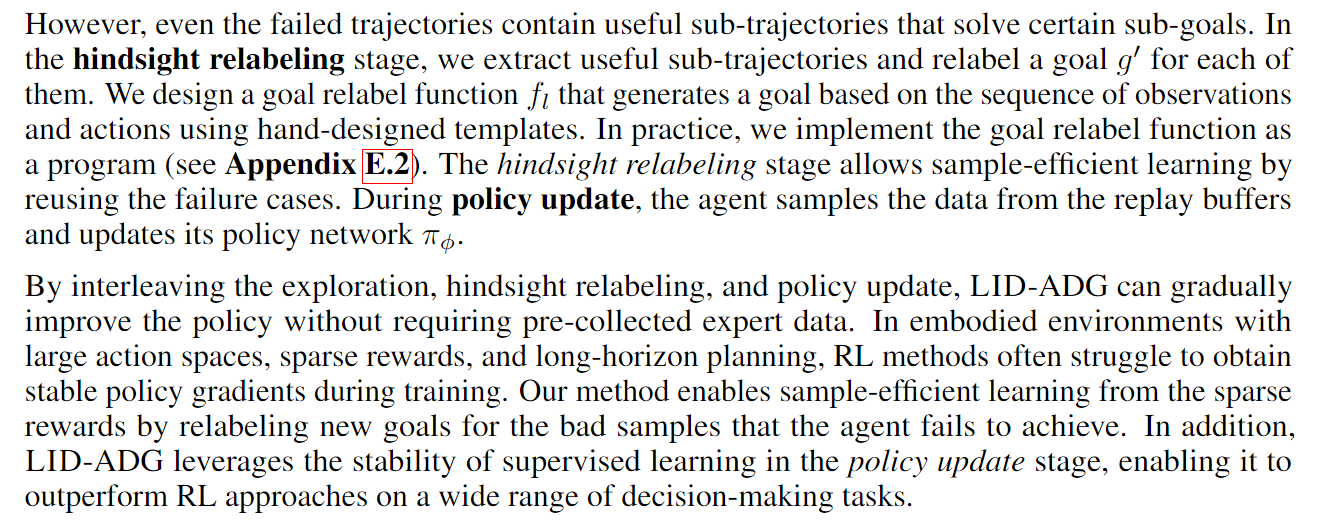 However, even the failed trajectories contain useful sub-trajectories that solve certain sub-goals. In
the hindsight relabeling stage, we extract useful sub-trajectories and relabel a goal g′ for each of
them. We design a goal relabel function fₗ that generates a goal based on the sequence of observations
and actions using hand-designed templates. In practice, we implement the goal relabel function as
a program (see Appendix E.2). The hindsight relabeling stage allows sample-efficient learning by
reusing the failure cases. During policy update, the agent samples the data from the replay buffers
and updates its policy network πᵩ.
By interleaving the exploration, hindsight relabeling, and policy update, LID-ADG can gradually
improve the policy without requiring pre-collected expert data. In embodied environments with
large action spaces, sparse rewards, and long-horizon planning, RL methods often struggle to obtain
stable policy gradients during training. Our method enables sample-efficient learning from the sparse
rewards by relabeling new goals for the bad samples that the agent fails to achieve. In addition,
LID-ADG leverages the stability of supervised learning in the policy update stage, enabling it to
outperform RL approaches on a wide range of decision-making tasks.